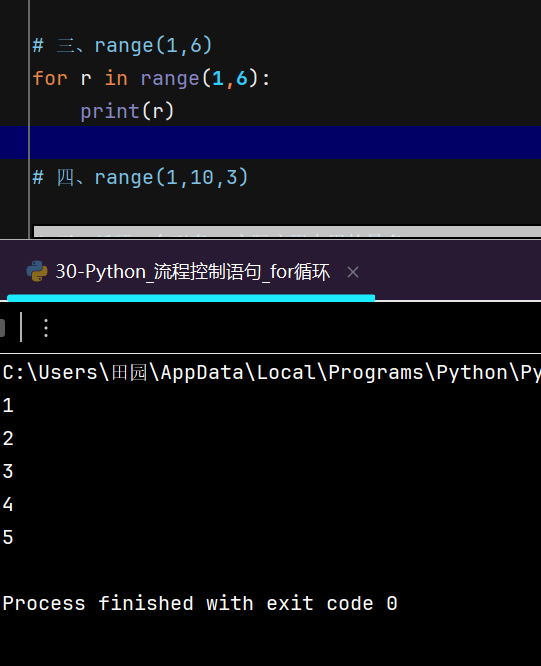 # 三、range(1,6)
for r in range(1,6):
    print(r)
# 四、range(1,10,3)
30-Python_流程控制语句_for循环
C:\Users\田园\AppData\Local\Programs\Python\Py
1
2
3
4
5
Process finished with exit code 0